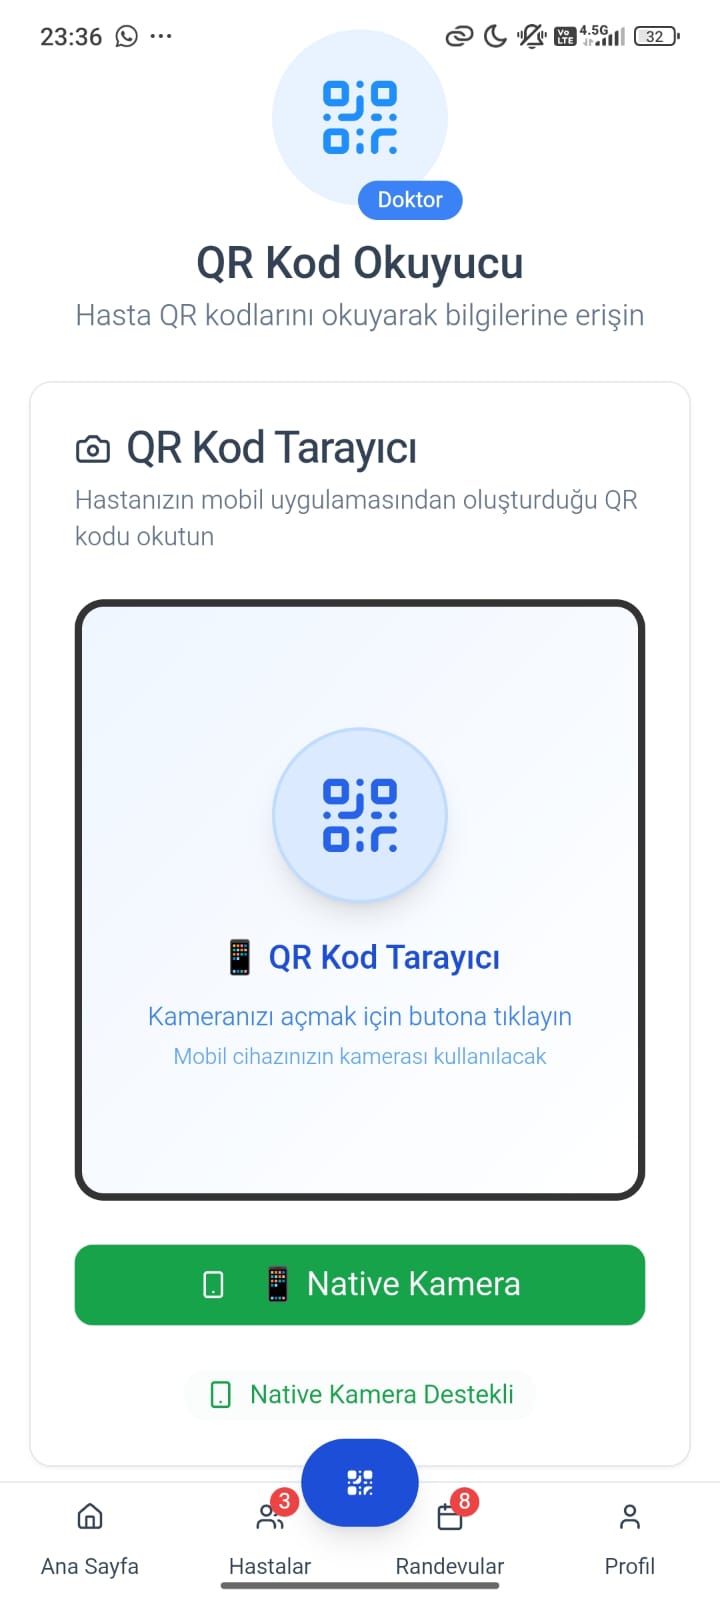 23:36
Vo LTE 4.5G 32
Doktor
QR Kod Okuyucu
Hasta QR kodlarını okuyarak bilgilerine erişin
QR Kod Tarayıcı
Hastanızın mobil uygulamasından oluşturduğu QR
kodu okutun
QR Kod Tarayıcı
Kameranızı açmak için butona tıklayın
Mobil cihazınızın kamerası kullanılacak
Native Kamera
Native Kamera Destekli
3
8
Ana Sayfa
Hastalar
Randevular
Profil